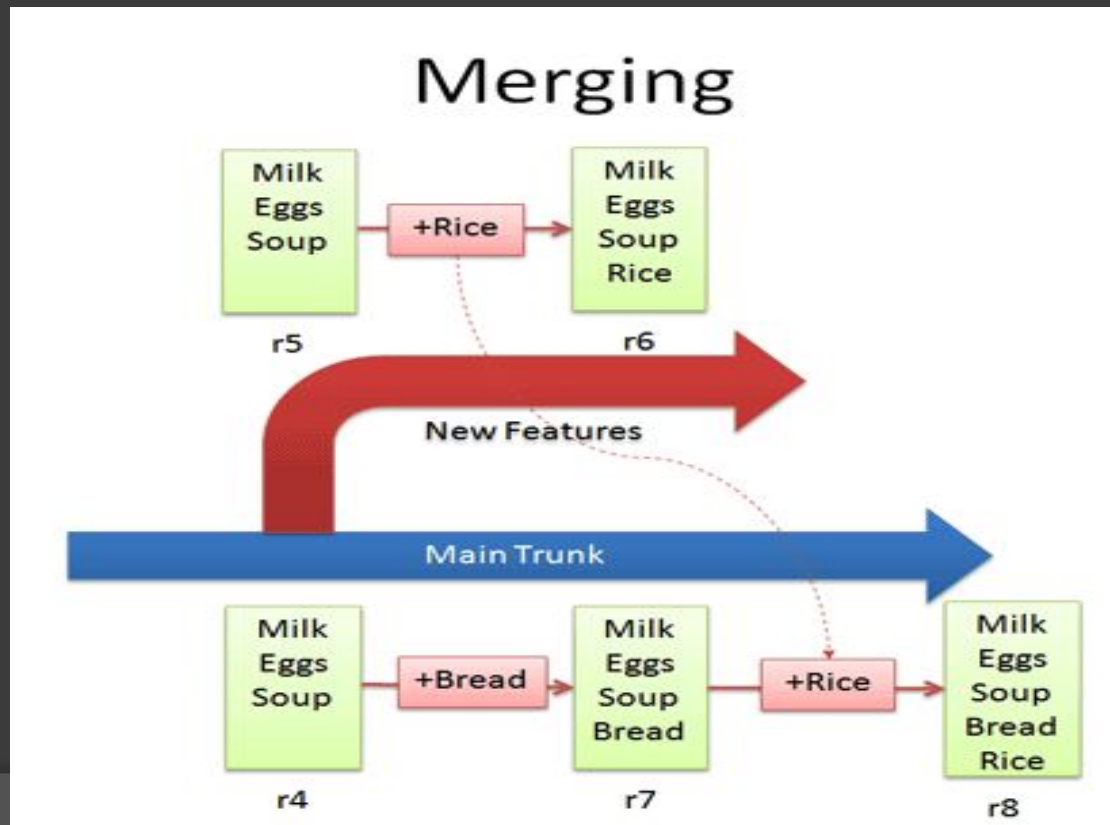 Merging
Milk
Eggs
Soup
+Rice
Milk
Eggs
Soup
Rice
r5
r6
New Features
Main Trunk
Milk
Eggs
Soup
+Bread
Milk
Eggs
Soup
Bread
+Rice
Milk
Eggs
Soup
Bread
Rice
r4
r7
r8